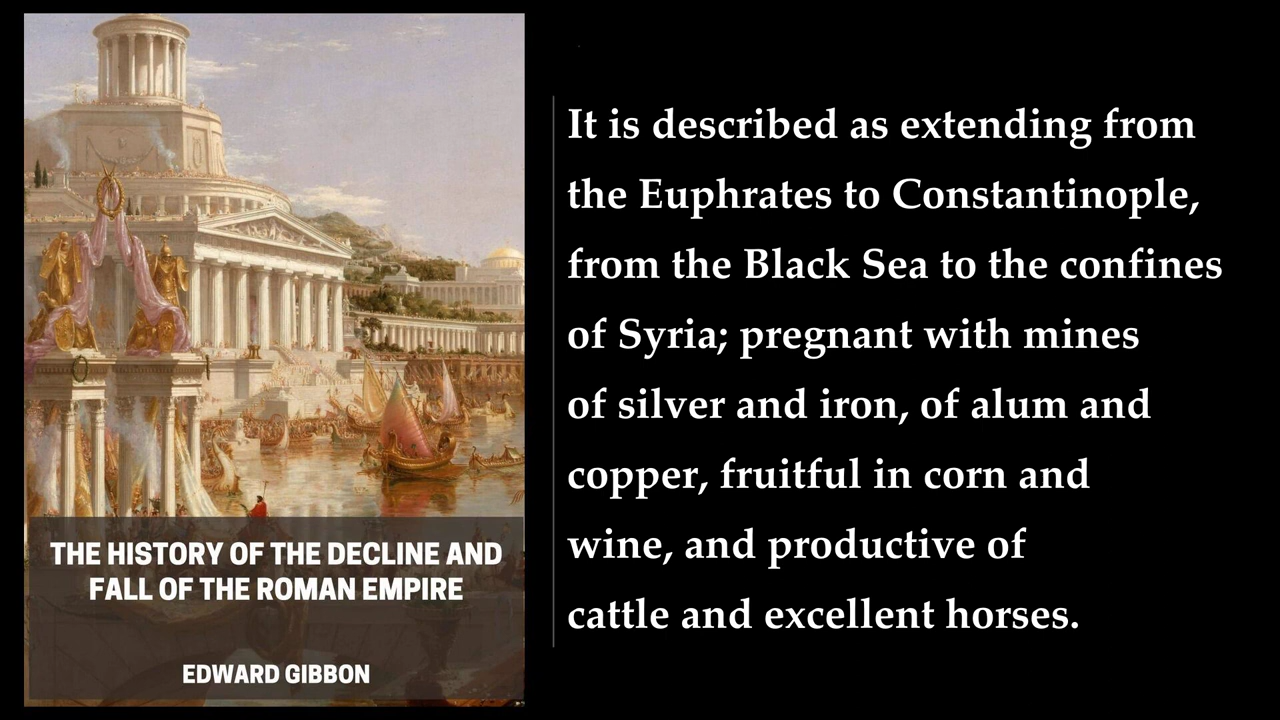 THE HISTORY OF THE DECLINE AND
FALL OF THE ROMAN EMPIRE
EDWARD GIBBON
It is described as extending from
the Euphrates to Constantinople,
from the Black Sea to the confines
of Syria; pregnant with mines
of silver and iron, of alum and
copper, fruitful in corn and
wine, and productive of
cattle and excellent horses.